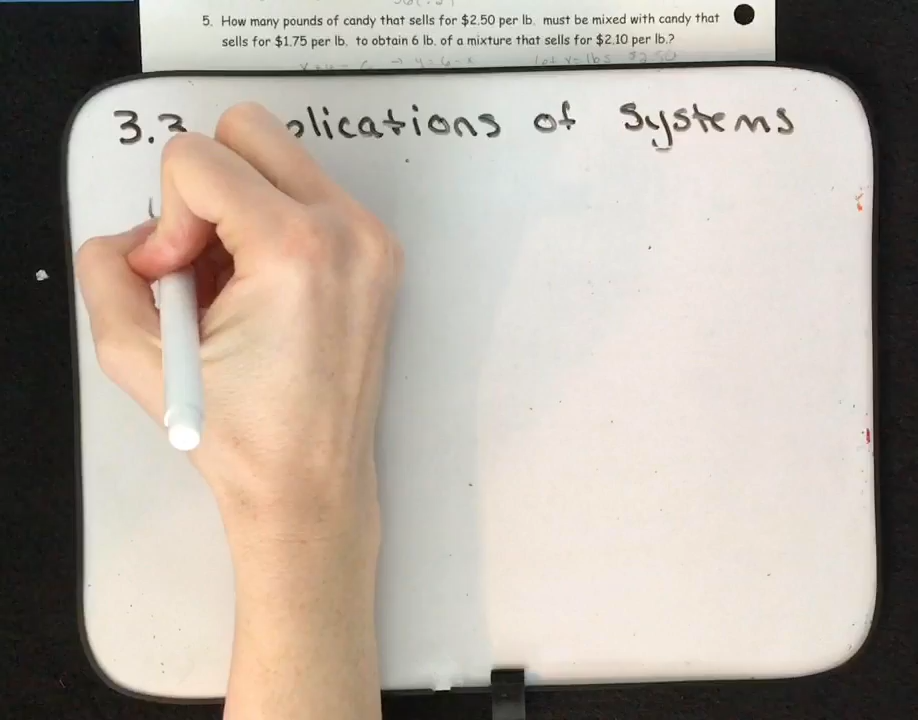 5. How many pounds of candy that sells for $2.50 per lb. must be mixed with candy that
sells for $1.75 per lb. to obtain 6 lb. of a mixture that sells for $2.10 per lb.?
3.3 plications of Systems